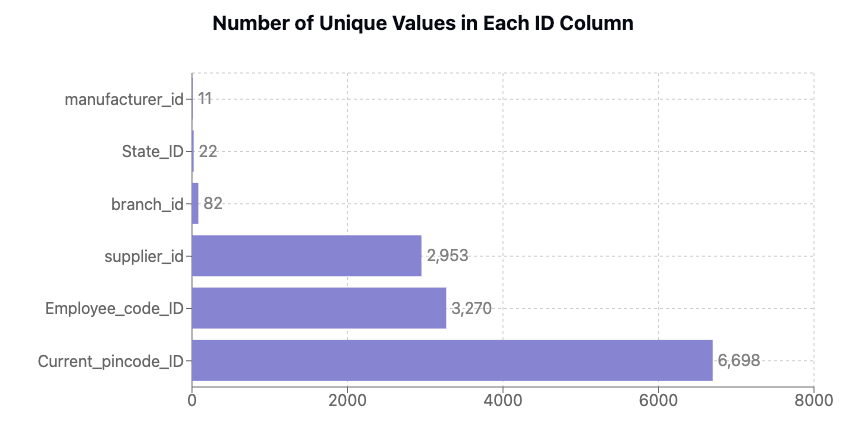 Number of Unique Values in Each ID Column
manufacturer_id 11
State_ID 22
branch_id 82
supplier_id 2,953
Employee_code_ID 3,270
Current_pincode_ID 6,698
0 2000 4000 6000 8000